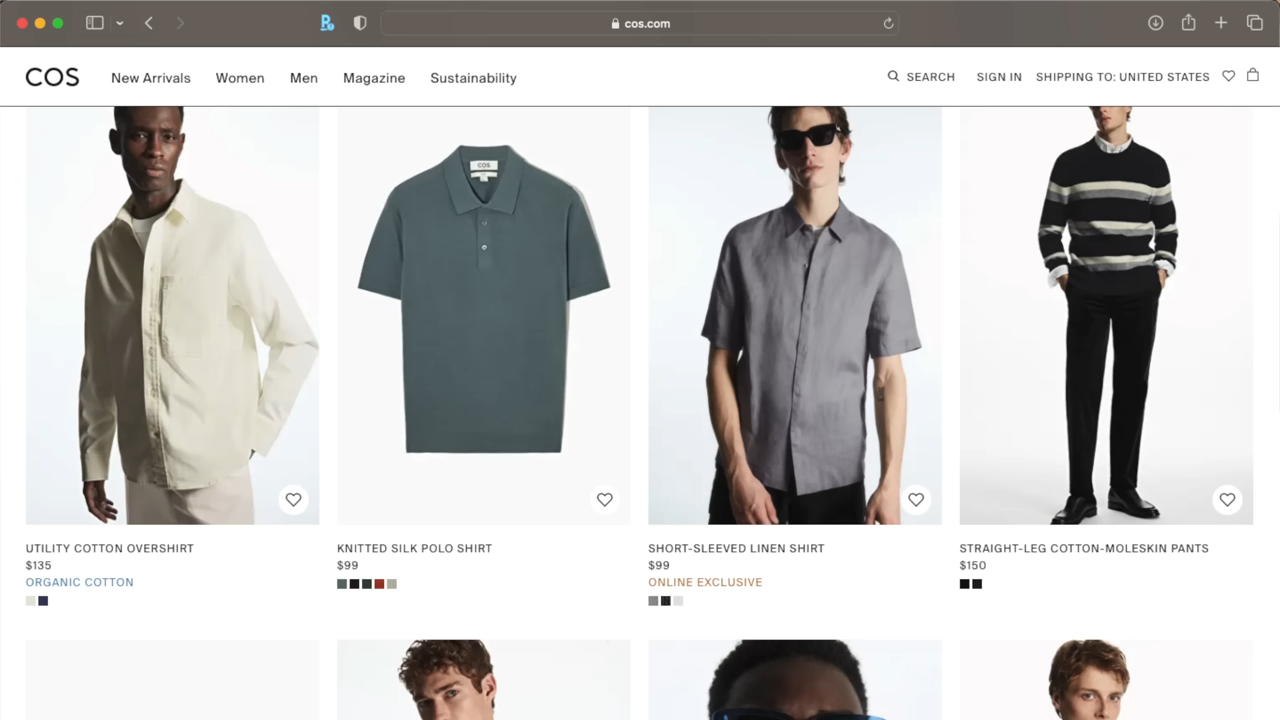 cos.com
COS New Arrivals Women Men Magazine Sustainability SEARCH SIGN IN SHIPPING TO: UNITED STATES
COS
UTILITY COTTON OVERSHIRT
$135
ORGANIC COTTON
KNITTED SILK POLO SHIRT
$99
SHORT-SLEEVED LINEN SHIRT
$99
ONLINE EXCLUSIVE
STRAIGHT-LEG COTTON-MOLESKIN PANTS
$150